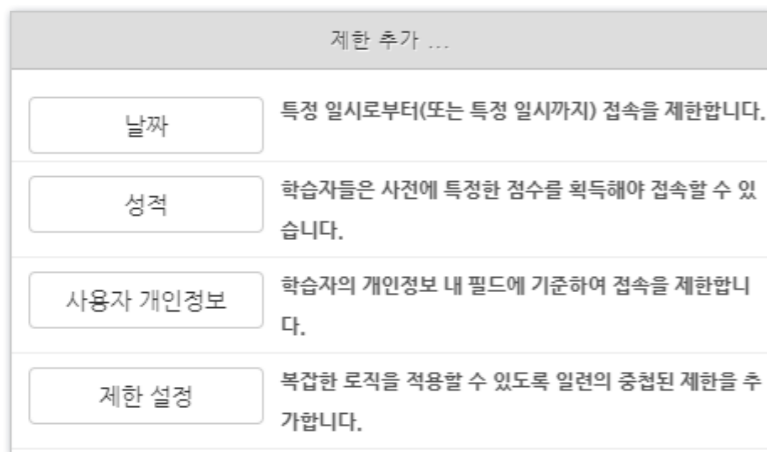 제한 추가 ...
날짜
특정 일시로부터(또는 특정 일시까지) 접속을 제한합니다.
성적
학습자들은 사전에 특정한 점수를 획득해야 접속할 수 있
습니다.
사용자 개인정보
학습자의 개인정보 내 필드에 기준하여 접속을 제한합니
다.
제한 설정
복잡한 로직을 적용할 수 있도록 일련의 중첩된 제한을 추
가합니다.